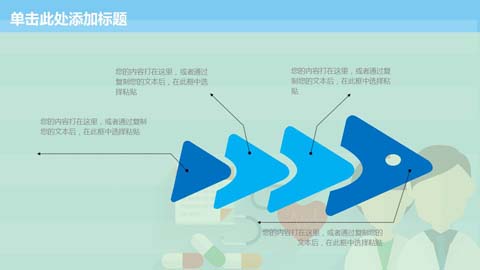 单击此处添加标题
您的内容打在这里，或者通过
复制您的文本后，在此框中选
择粘贴
您的内容打在这里，或者通过
复制您的文本后，在此框中选
择粘贴
您的内容打在这里，或者通过复制
您的文本后，在此框中选择粘贴
您的内容打在这里，或者通过复制您的
文本后，在此框中选择粘贴